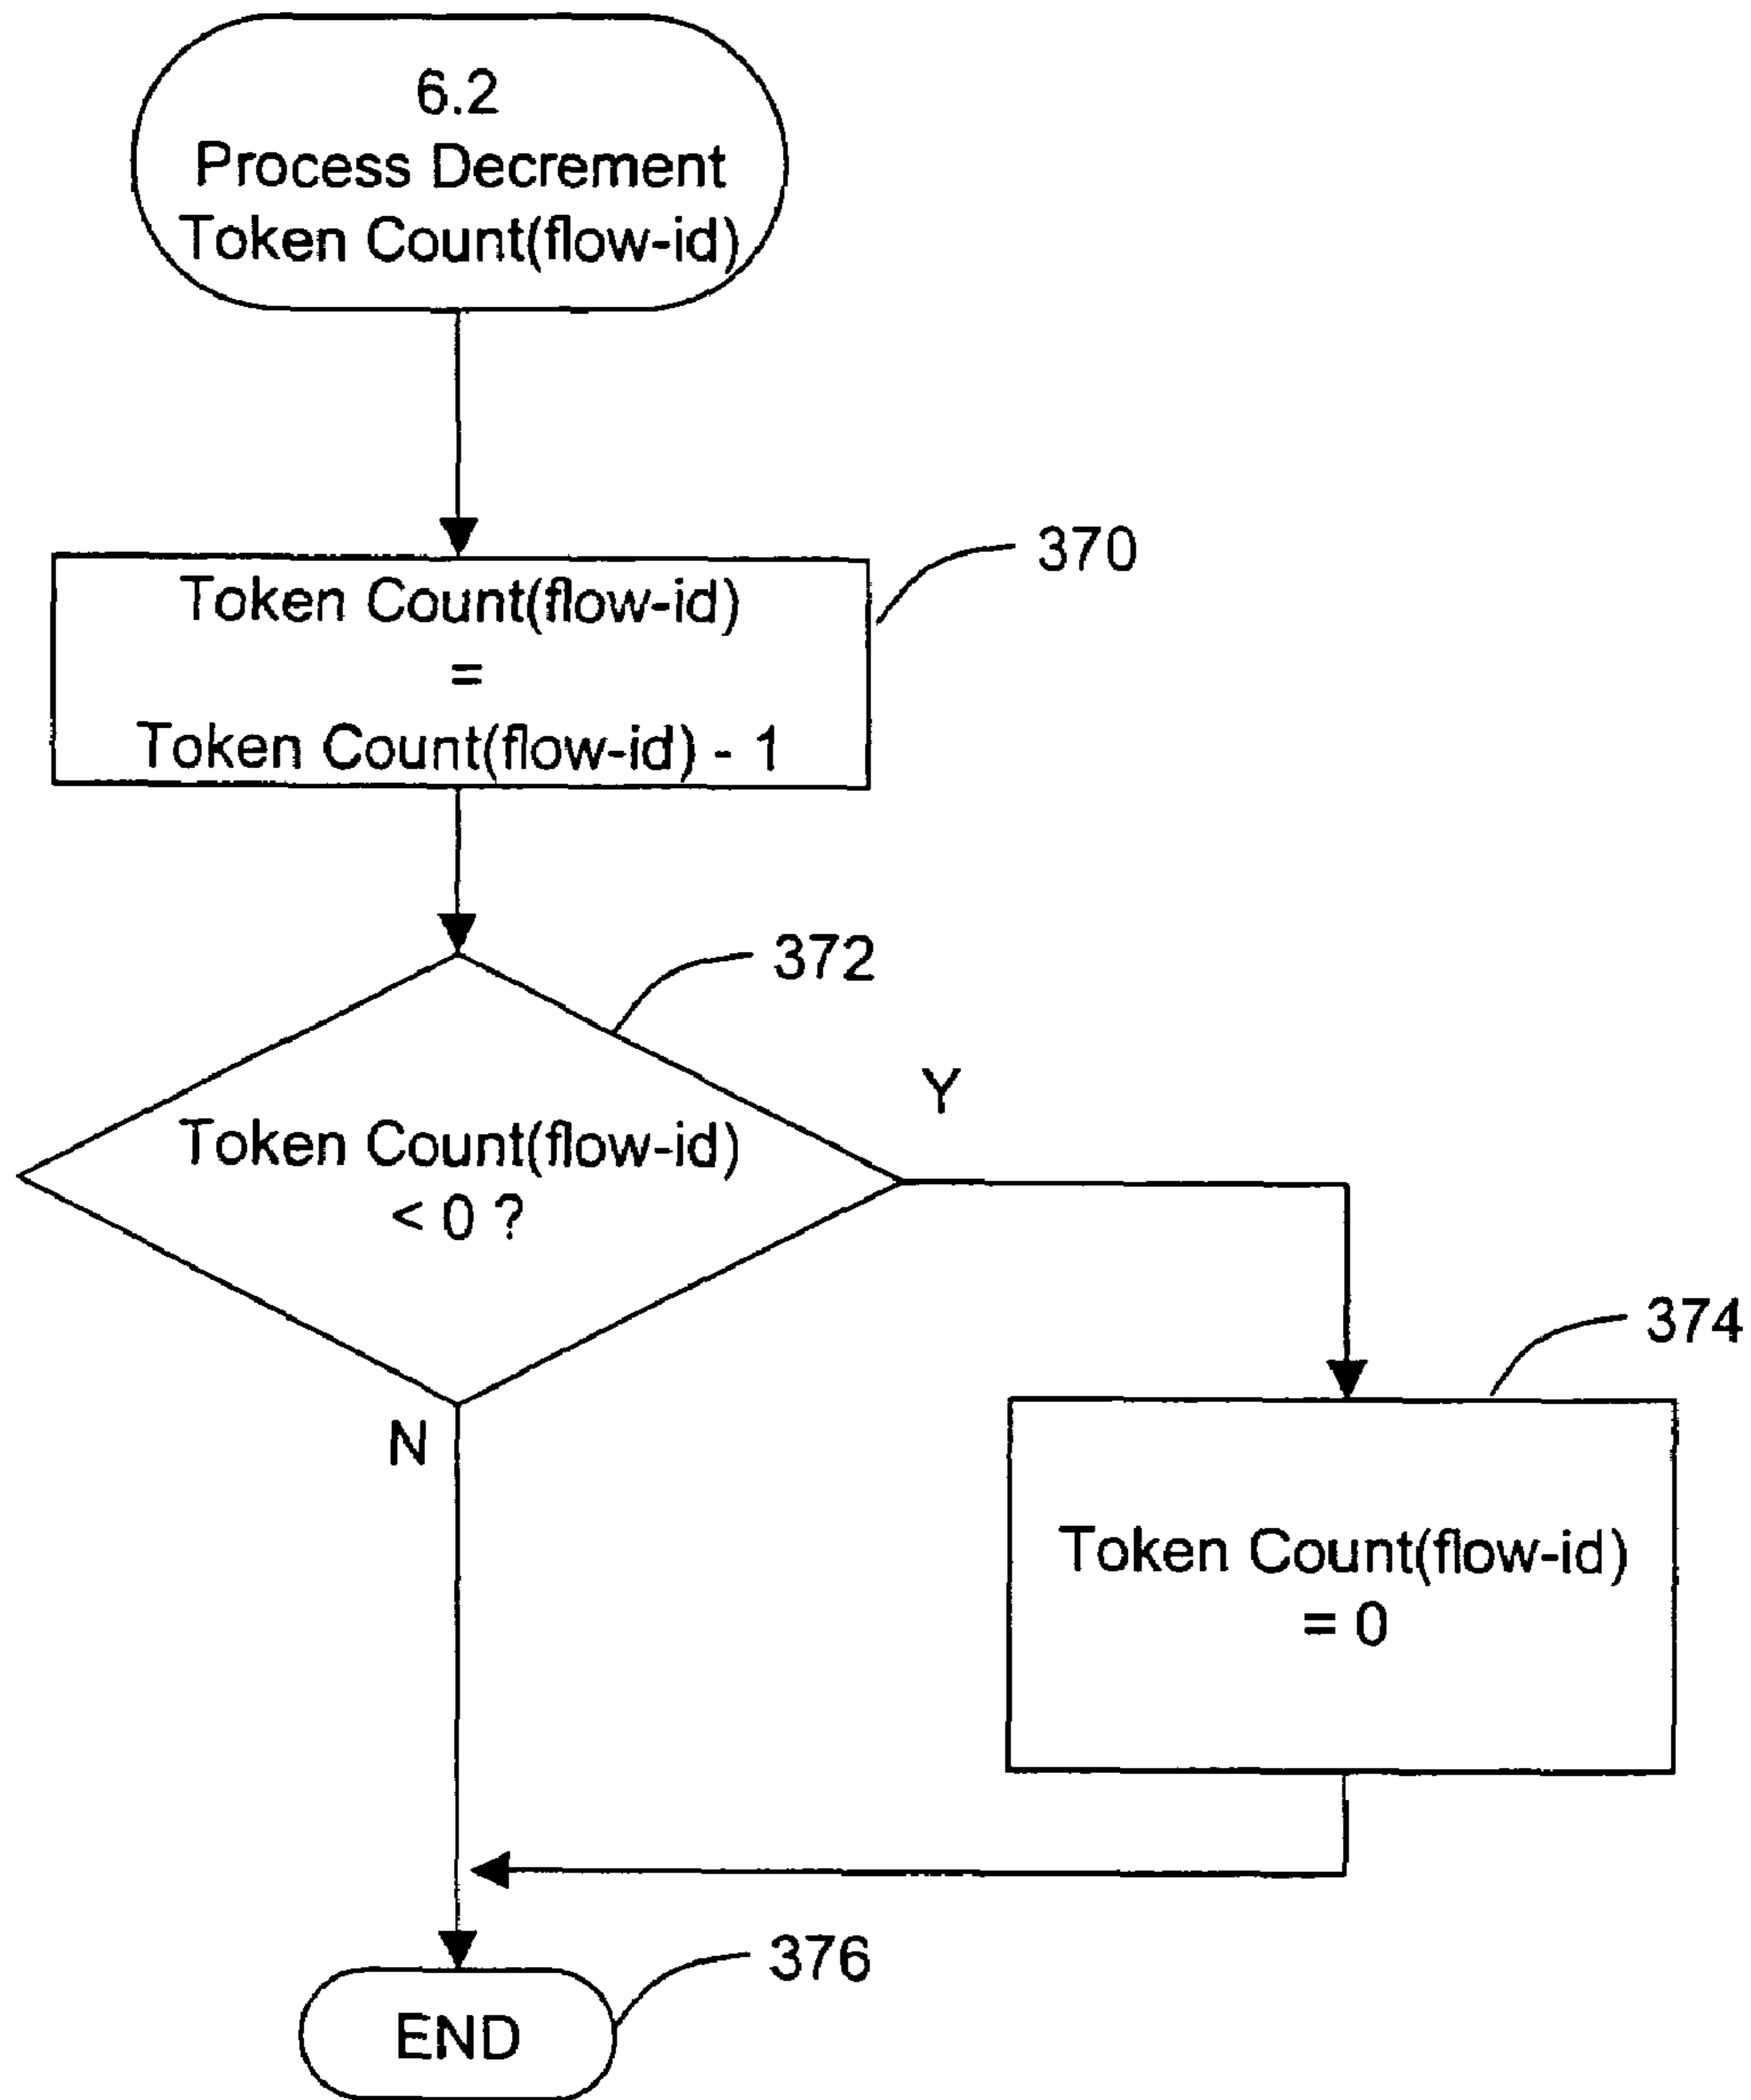 6.2
Process Decrement
Token Count(flow-id)
370
Token Count(flow-id)
=
Token Count(flow-id) - 1
372
Token Count(flow-id)
< 0 ?
Y
N
374
Token Count(flow-id)
= 0
376
END